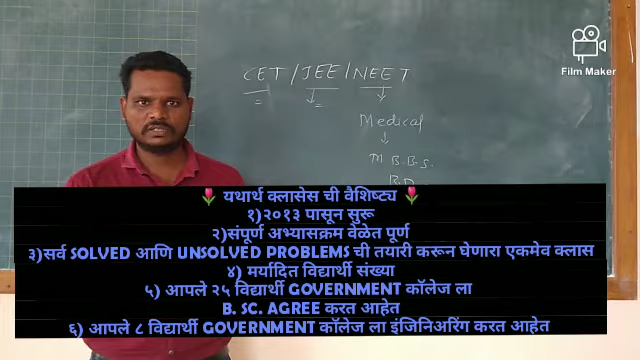 CET / JEE / NEET
Medical
M B.B.S.
B.D.
Film Maker
🌷 यथार्थ क्लासेस ची वैशिष्ट्य 🌷
१)२०१३ पासून सुरू
२)संपूर्ण अभ्यासक्रम वेळेत पूर्ण
३)सर्व SOLVED आणि UNSOLVED PROBLEMS ची तयारी करून घेणारा एकमेव क्लास
४) मर्यादित विद्यार्थी संख्या
५) आपले २५ विद्यार्थी GOVERNMENT कॉलेज ला
B. SC. AGREE करत आहेत
६) आपले ८ विद्यार्थी GOVERNMENT कॉलेज ला इंजिनिअरिंग करत आहेत